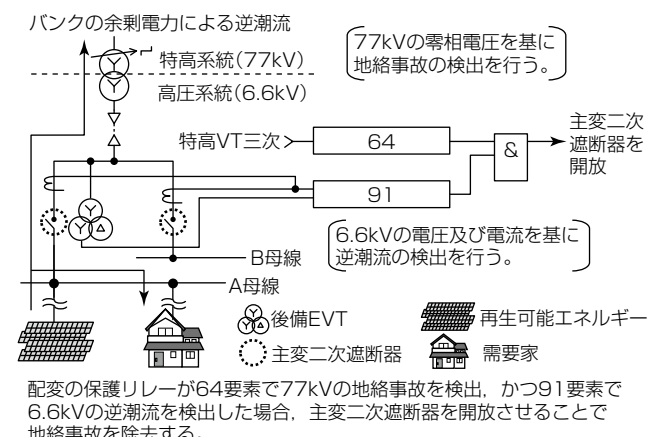 バンクの余剰電力による逆潮流
特高系統(77kV)
高圧系統(6.6kV)
77kVの零相電圧を基に
地絡事故の検出を行う。
特高VT三次
64
&
主変二次
遮断器を
開放
91
6.6kVの電圧及び電流を基に
逆潮流の検出を行う。
B母線
A母線
後備EVT
再生可能エネルギー
主変二次遮断器
需要家
配変の保護リレーが64要素で77kVの地絡事故を検出，かつ91要素で
6.6kVの逆潮流を検出した場合，主変二次遮断器を開放させることで
地絡事故を除去する。